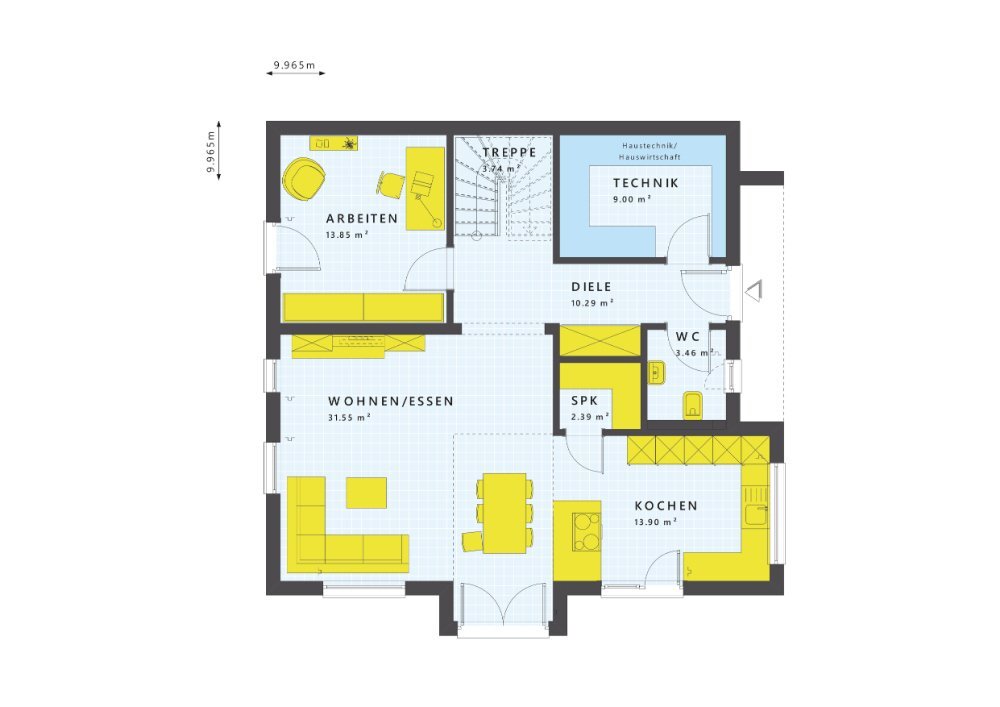 9.965m
9.965m
TREPPE
3.74 m²
Haustechnik/
Hauswirtschaft
TECHNIK
9.00 m²
ARBEITEN
13.85 m²
DIELE
10.29 m²
WC
3.46 m²
WOHNEN/ESSEN
31.55 m²
SPK
2.39 m²
KOCHEN
13.90 m²